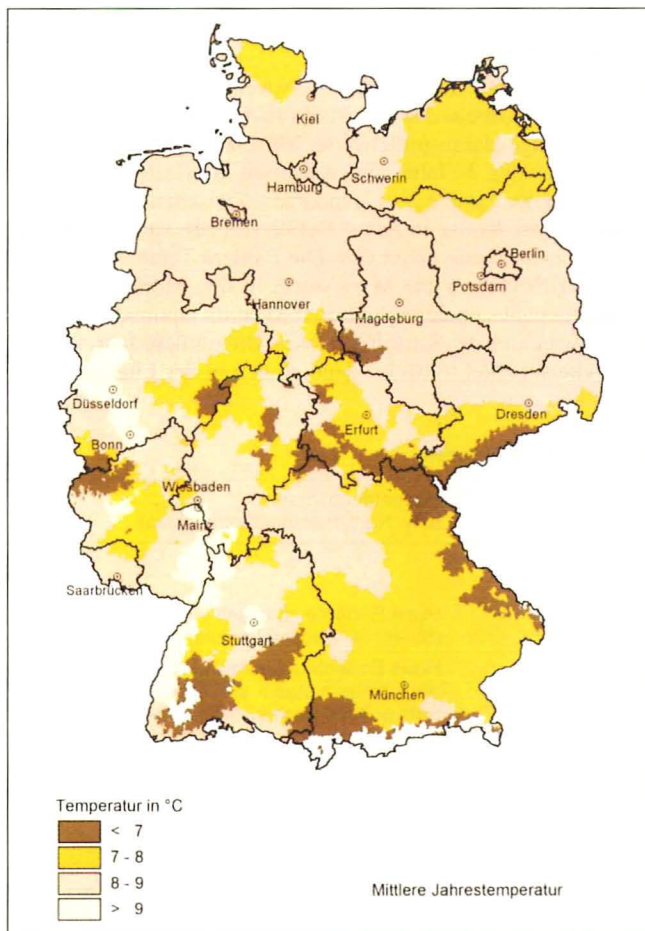 Kiel
Schwerin
Hamburg
Bremen
Berlin
Potsdam
Hannover
Magdeburg
Düsseldorf
Dresden
Erfurt
Bonn
Wiesbaden
Mainz
Saarbrücken
Stuttgart
München
Temperatur in °C
< 7
7 - 8
8 - 9
> 9
Mittlere Jahrestemperatur